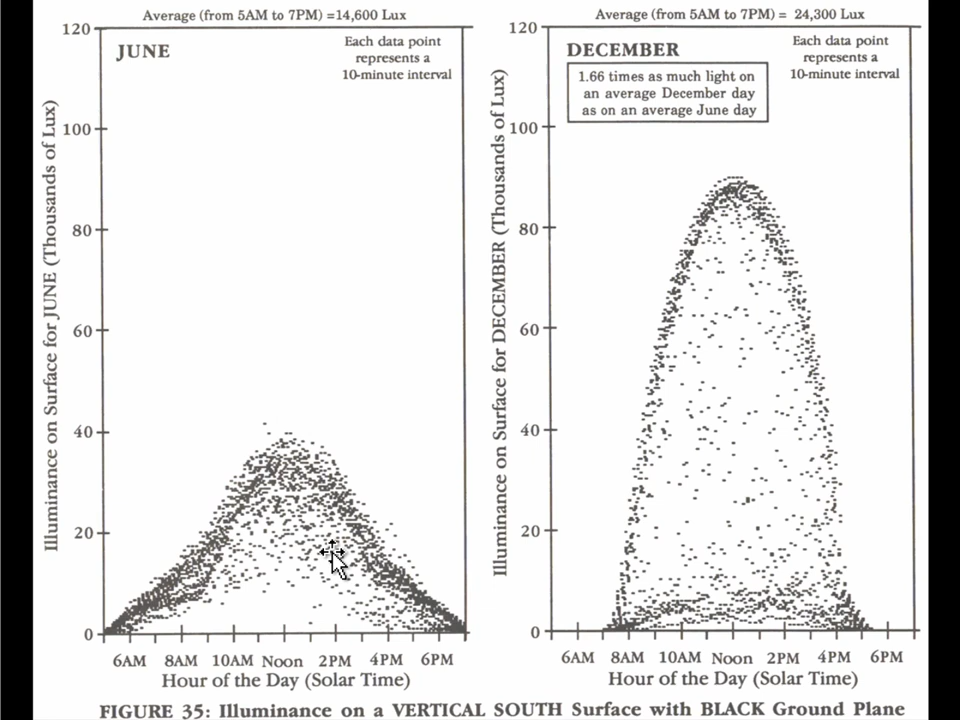 Average (from 5AM to 7PM) =14,600 Lux
JUNE
Each data point
represents a
10-minute interval
Illuminance on Surface for JUNE (Thousands of Lux)
120
100
80
60
40
20
0
6AM 8AM 10AM Noon 2PM 4PM 6PM
Hour of the Day (Solar Time)
Average (from 5AM to 7PM) = 24,300 Lux
DECEMBER
Each data point
represents a
10-minute interval
1.66 times as much light on
an average December day
as on an average June day
Illuminance on Surface for DECEMBER (Thousands of Lux)
120
100
80
60
40
20
0
6AM 8AM 10AM Noon 2PM 4PM 6PM
Hour of the Day (Solar Time)
FIGURE 35: Illuminance on a VERTICAL SOUTH Surface with BLACK Ground Plane